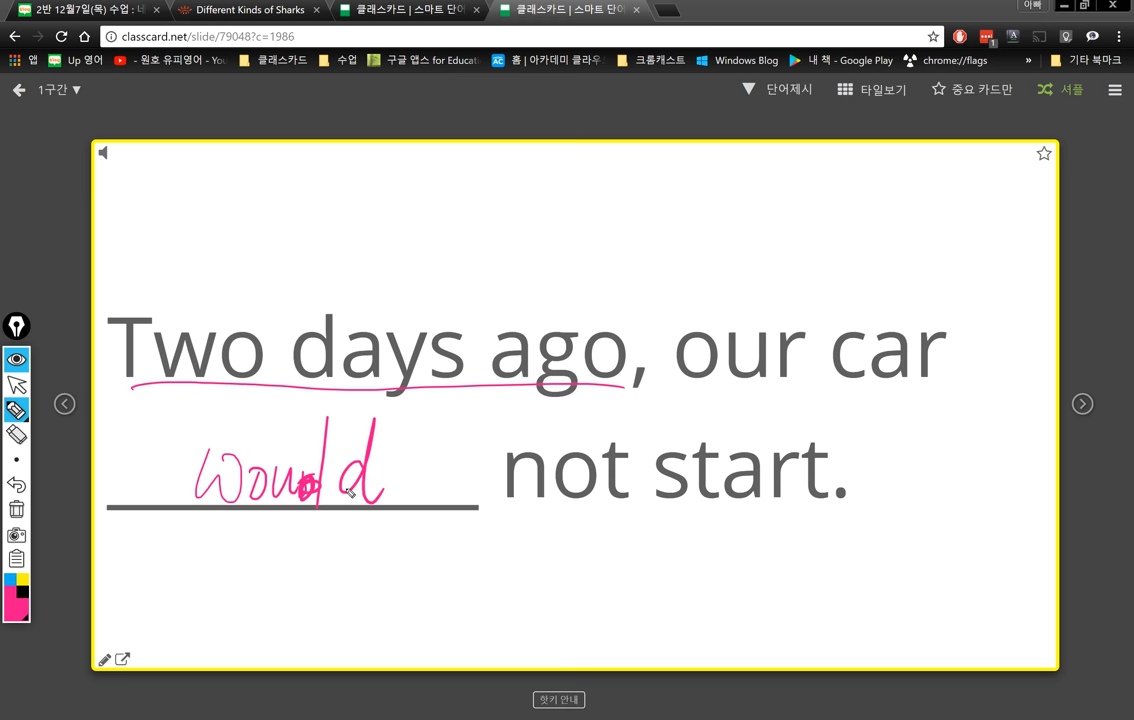 2반 12월7일(목) 수업 : 네
Different Kinds of Sharks
클래스카드 | 스마트 단어
클래스카드 | 스마트 단어
아빠
classcard.net/slide/79048?c=1986
앱
Up 영어
- 원호 유피영어 - You
클래스카드
수업
구글 앱스 for Educati
홈 | 아카데미 클라우
크롬캐스트
Windows Blog
내 책 - Google Play
chrome://flags
»
기타 북마크
1구간 ▼
단어제시
타일보기
중요 카드만
셔플
Two days ago, our car
would not start.
핫키 안내